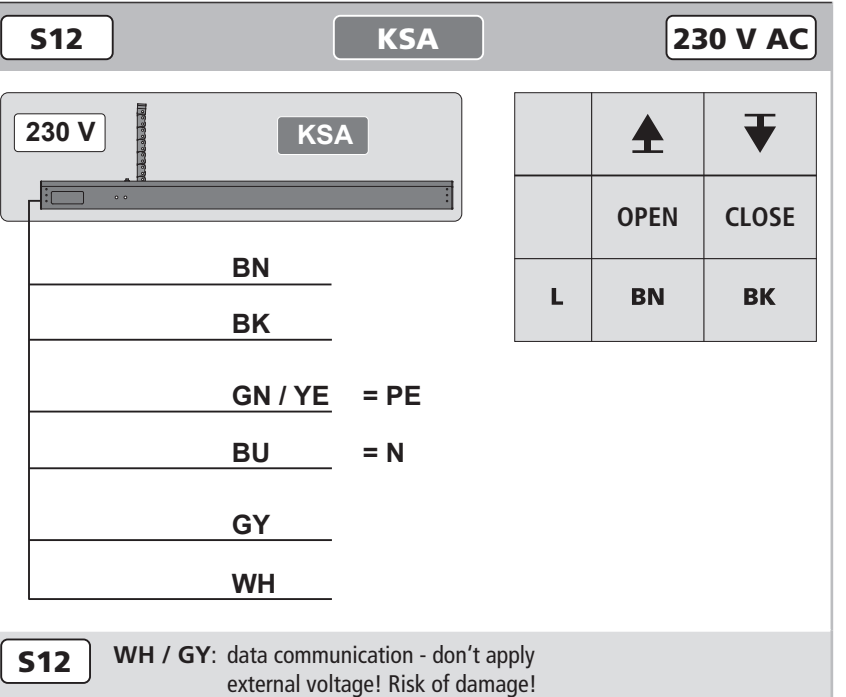 S12 KSA 230 V AC
230 V KSA
OPEN CLOSE
L BN BK
BN
BK
GN / YE = PE
BU = N
GY
WH
S12 WH / GY: data communication - don't apply
external voltage! Risk of damage!